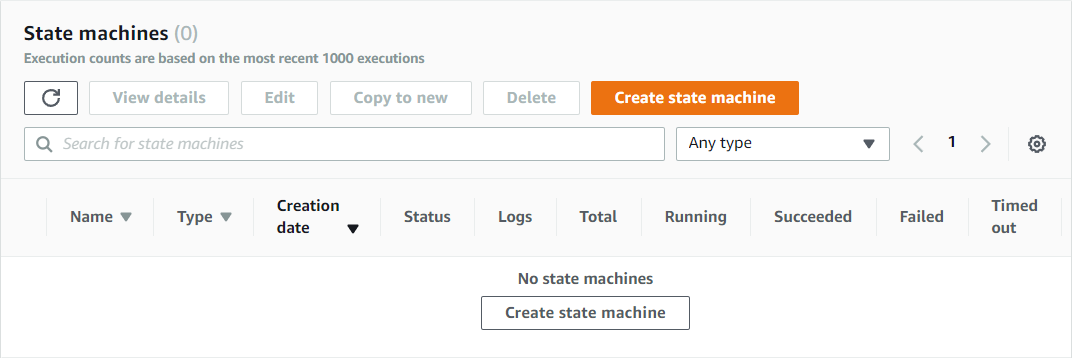 State machines (0)
Execution counts are based on the most recent 1000 executions
View details Edit Copy to new Delete Create state machine
Search for state machines Any type 1
Name Type Creation date Status Logs Total Running Succeeded Failed Timed out
No state machines
Create state machine